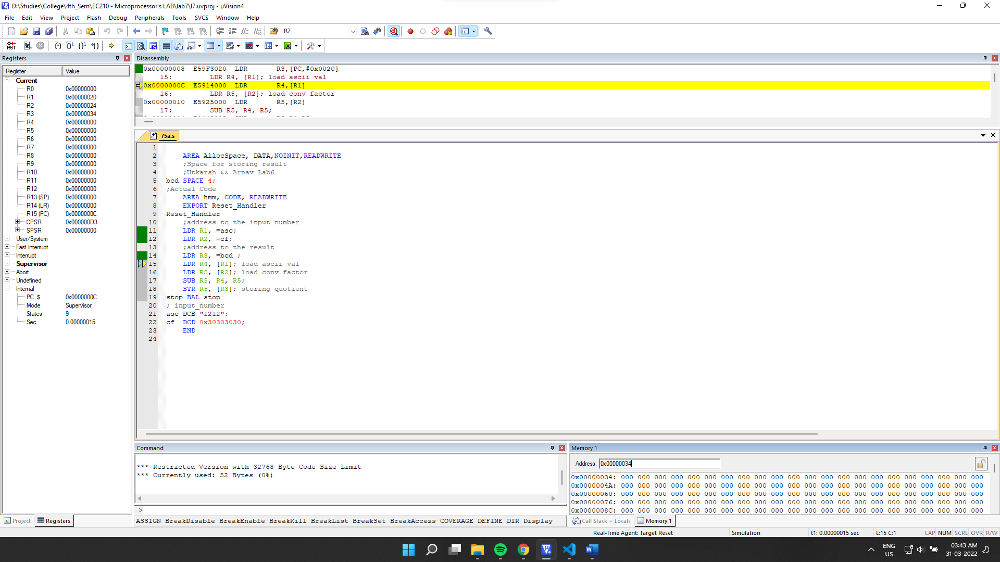 D:\Studies\College\4th_Sem\EC210 - Microprocessor's LAB\lab7\l7.uvproj - µVision4
File Edit View Project Flash Debug Peripherals Tools SVCS Window Help
R7
Registers
Register Value
Current
R0 0x00000000
R1 0x00000020
R2 0x00000024
R3 0x00000034
R4 0x00000000
R5 0x00000000
R6 0x00000000
R7 0x00000000
R8 0x00000000
R9 0x00000000
R10 0x00000000
R11 0x00000000
R12 0x00000000
R13 (SP) 0x00000000
R14 (LR) 0x00000000
R15 (PC) 0x0000000C
CPSR 0x000000D3
SPSR 0x00000000
User/System
Fast Interrupt
Interrupt
Supervisor
Abort
Undefined
Internal
PC $ 0x0000000C
Mode Supervisor
States 9
Sec 0.00000015
Project Registers
Disassembly
0x00000008 E59F3020 LDR R3,[PC,#0x0020]
15: LDR R4, [R1]; load ascii val
0x0000000C E5914000 LDR R4,[R1]
16: LDR R5, [R2]; load conv factor
0x00000010 E5925000 LDR R5,[R2]
17: SUB R5, R4, R5;
75a.s
1
2 AREA AllocSpace, DATA,NOINIT,READWRITE
3 ;Space for storing result
4 ;Utkarsh && Arnav Lab6
5 bcd SPACE 4;
6 ;Actual Code
7 AREA hmm, CODE, READWRITE
8 EXPORT Reset_Handler
9 Reset_Handler
10 ;address to the input number
11 LDR R1, =asc;
12 LDR R2, =cf;
13 ;address to the result
14 LDR R3, =bcd ;
15 LDR R4, [R1]; load ascii val
16 LDR R5, [R2]; load conv factor
17 SUB R5, R4, R5;
18 STR R5, [R3]; storing quotient
19 stop BAL stop
20 ; input_number
21 asc DCB "1212";
22 cf DCD 0x30303030;
23 END
24
Command
*** Restricted Version with 32768 Byte Code Size Limit
*** Currently used: 52 Bytes (0%)
>
ASSIGN BreakDisable BreakEnable BreakKill BreakList BreakSet BreakAccess COVERAGE DEFINE DIR Display
Memory 1
Address: 0x00000034
0x00000034: 000 000 000 000 000 000 000 000 000 000 000 000 000 000 000 000 000 000 000 000 000 000
0x0000004A: 000 000 000 000 000 000 000 000 000 000 000 000 000 000 000 000 000 000 000 000 000 000
0x00000060: 000 000 000 000 000 000 000 000 000 000 000 000 000 000 000 000 000 000 000 000 000 000
0x00000076: 000 000 000 000 000 000 000 000 000 000 000 000 000 000 000 000 000 000 000 000 000 000
0x0000008C: 000 000 000 000 000 000 000 000 000 000 000 000 000 000 000 000 000 000 000 000 000 000
Call Stack + Locals Memory 1
Real-Time Agent: Target Reset Simulation t1: 0.00000015 sec L:15 C:1 CAP NUM SCRL OVR R/W
ENG
US
03:43 AM
31-03-2022